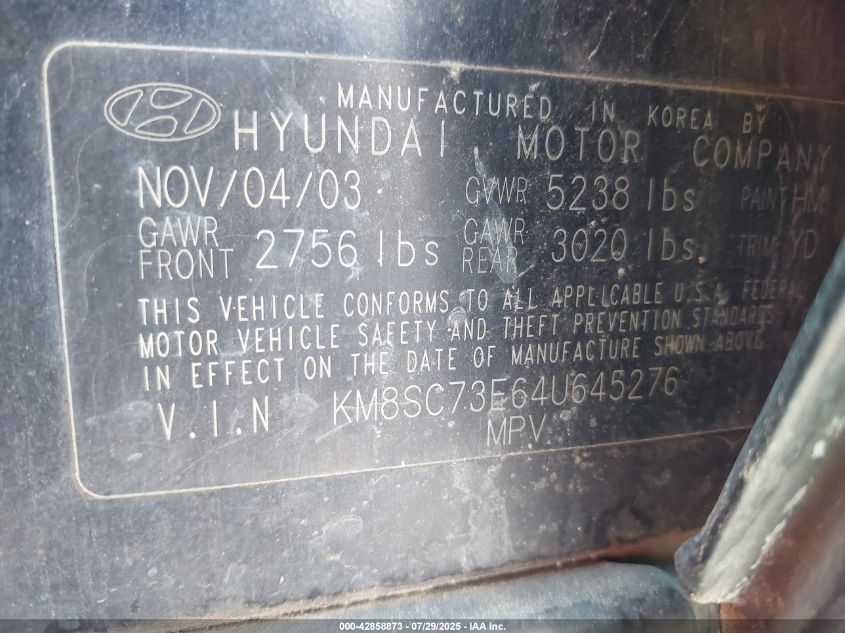 MANUFACTURED IN KOREA BY
HYUNDAI MOTOR COMPANY
NOV/04/03 GVWR 5238 lbs PAINT HM
GAWR FRONT 2756 lbs GAWR REAR 3020 lbs TRIM YD
THIS VEHICLE CONFORMS TO ALL APPLICABLE U.S.A. FEDERAL
MOTOR VEHICLE SAFETY AND THEFT PREVENTION STANDARDS
IN EFFECT ON THE DATE OF MANUFACTURE SHOWN ABOVE
V.I.N KM8SC73E64U645276
MPV
000-42858873 | 07/29/2025 - IAA Inc.